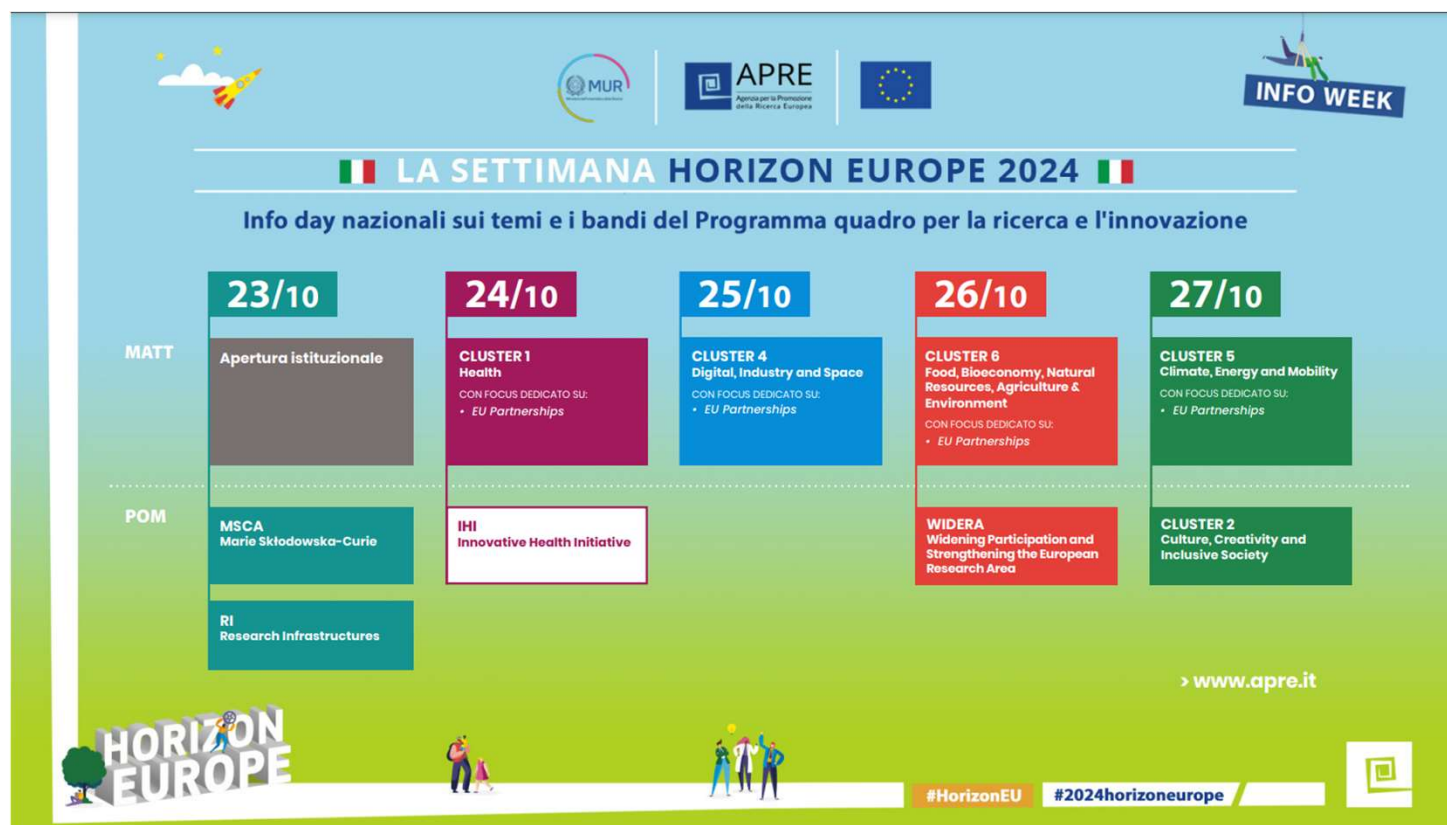 MUR
APRE
Agenzia per la Promozione
della Ricerca Europea
INFO WEEK
LA SETTIMANA HORIZON EUROPE 2024
Info day nazionali sui temi e i bandi del Programma quadro per la ricerca e l'innovazione
23/10
24/10
25/10
26/10
27/10
MATT
Apertura istituzionale
CLUSTER 1
Health
CON FOCUS DEDICATO SU:
• EU Partnerships
CLUSTER 4
Digital, Industry and Space
CON FOCUS DEDICATO SU:
• EU Partnerships
CLUSTER 6
Food, Bioeconomy, Natural
Resources, Agriculture &
Environment
CON FOCUS DEDICATO SU:
• EU Partnerships
CLUSTER 5
Climate, Energy and Mobility
CON FOCUS DEDICATO SU:
• EU Partnerships
POM
MSCA
Marie Skłodowska-Curie
RI
Research Infrastructures
IHI
Innovative Health Initiative
WIDERA
Widening Participation and
Strengthening the European
Research Area
CLUSTER 2
Culture, Creativity and
Inclusive Society
> www.apre.it
HORIZON
EUROPE
#HorizonEU
#2024horizoneurope